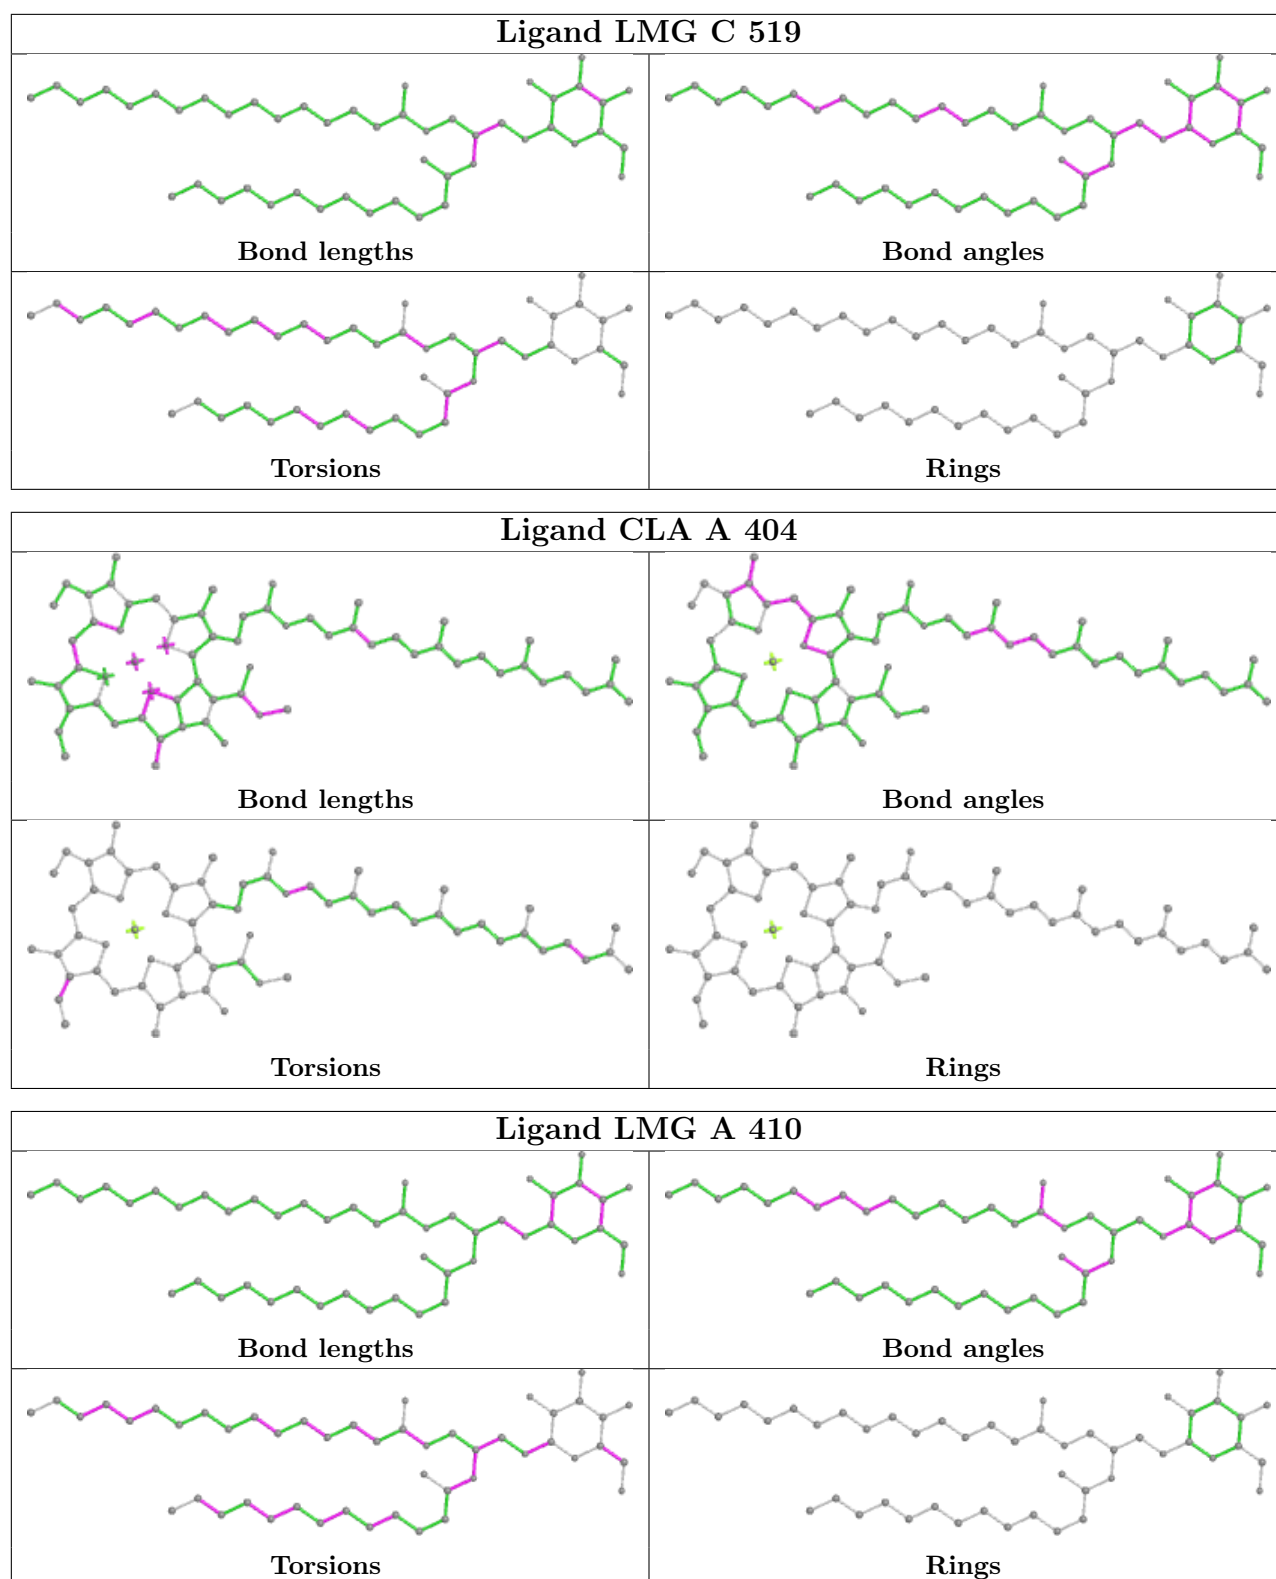 Ligand LMG C 519
Bond lengths
Bond angles
Torsions
Rings
Ligand CLA A 404
Bond lengths
Bond angles
Torsions
Rings
Ligand LMG A 410
Bond lengths
Bond angles
Torsions
Rings